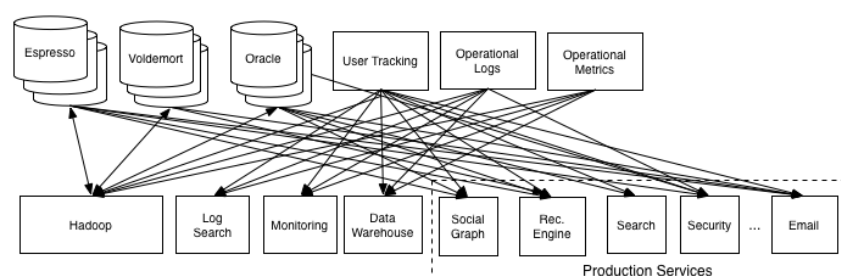 Espresso
Voldemort
Oracle
User Tracking
Operational
Logs
Operational
Metrics
Hadoop
Log
Search
Monitoring
Data
Warehouse
Social
Graph
Rec.
Engine
Search
Security
...
Email
Production Services